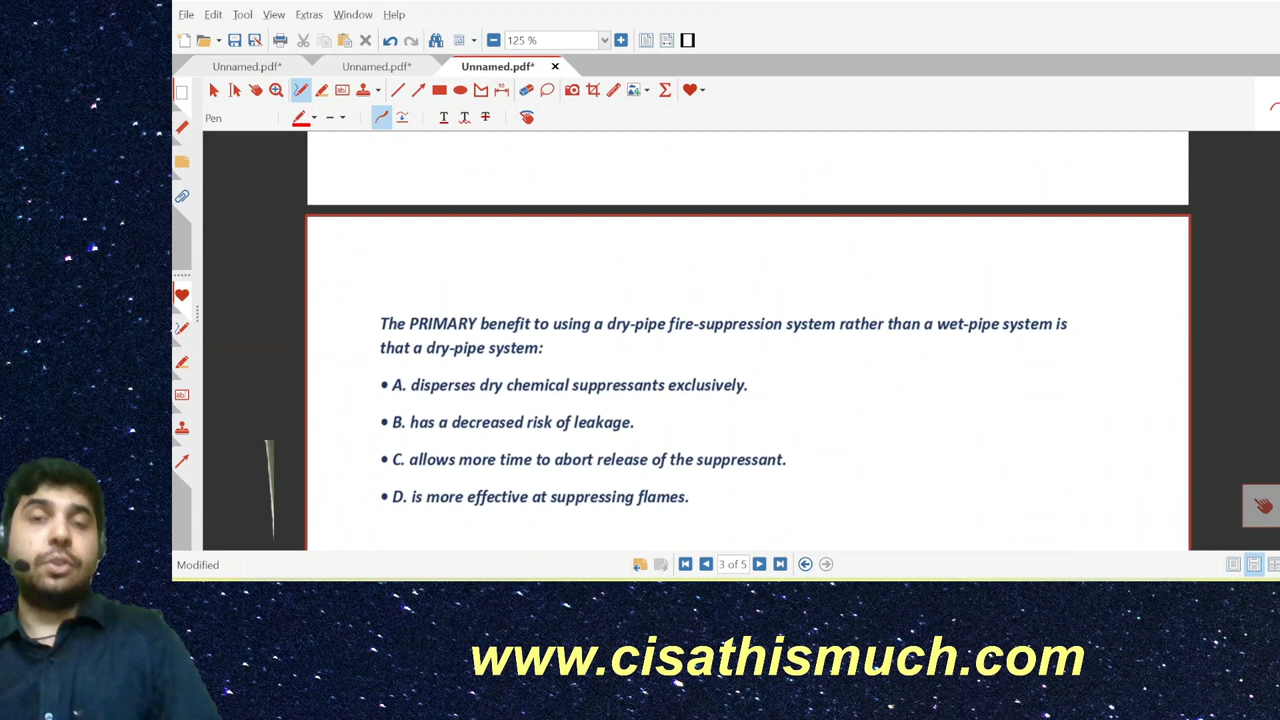 File Edit Tool View Extras Window Help
125 %
Unnamed.pdf* Unnamed.pdf* Unnamed.pdf*
Pen
The PRIMARY benefit to using a dry-pipe fire-suppression system rather than a wet-pipe system is
that a dry-pipe system:
• A. disperses dry chemical suppressants exclusively.
• B. has a decreased risk of leakage.
• C. allows more time to abort release of the suppressant.
• D. is more effective at suppressing flames.
Modified 3 of 5
www.cisathismuch.com